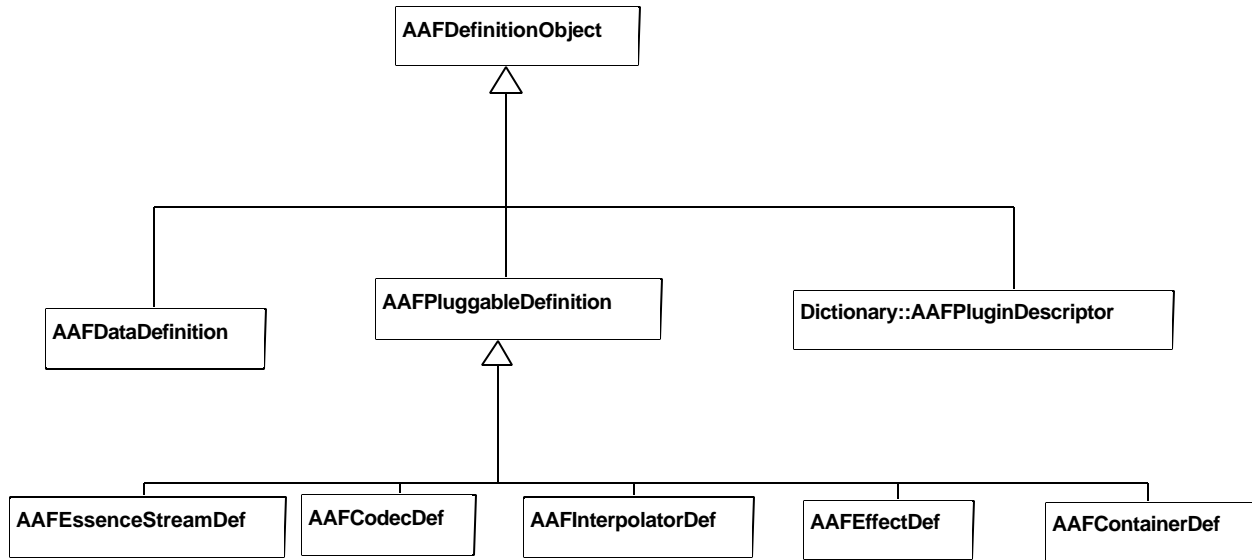 AAFDefinitionObject
AAFDataDefinition
AAFPluggableDefinition
Dictionary::AAFPluginDescriptor
AAFEssenceStreamDef
AAFCodecDef
AAFInterpolatorDef
AAFEffectDef
AAFContainerDef